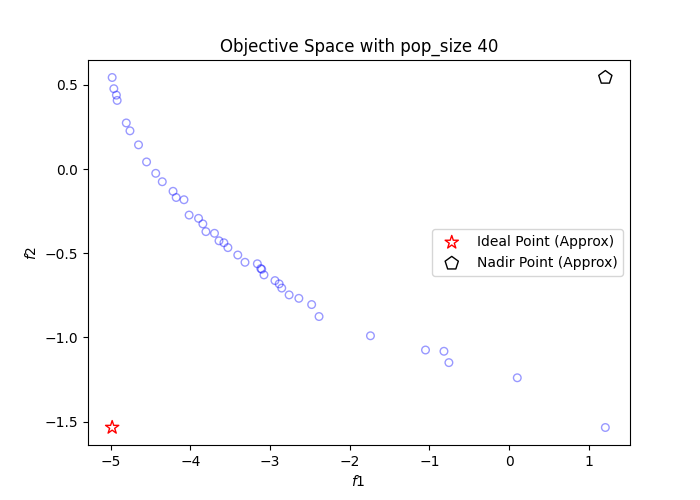 Objective Space with pop_size 40
0.5
0.0
−0.5
−1.0
−1.5
f2
Ideal Point (Approx)
Nadir Point (Approx)
−5
−4
−3
−2
−1
0
1
f1